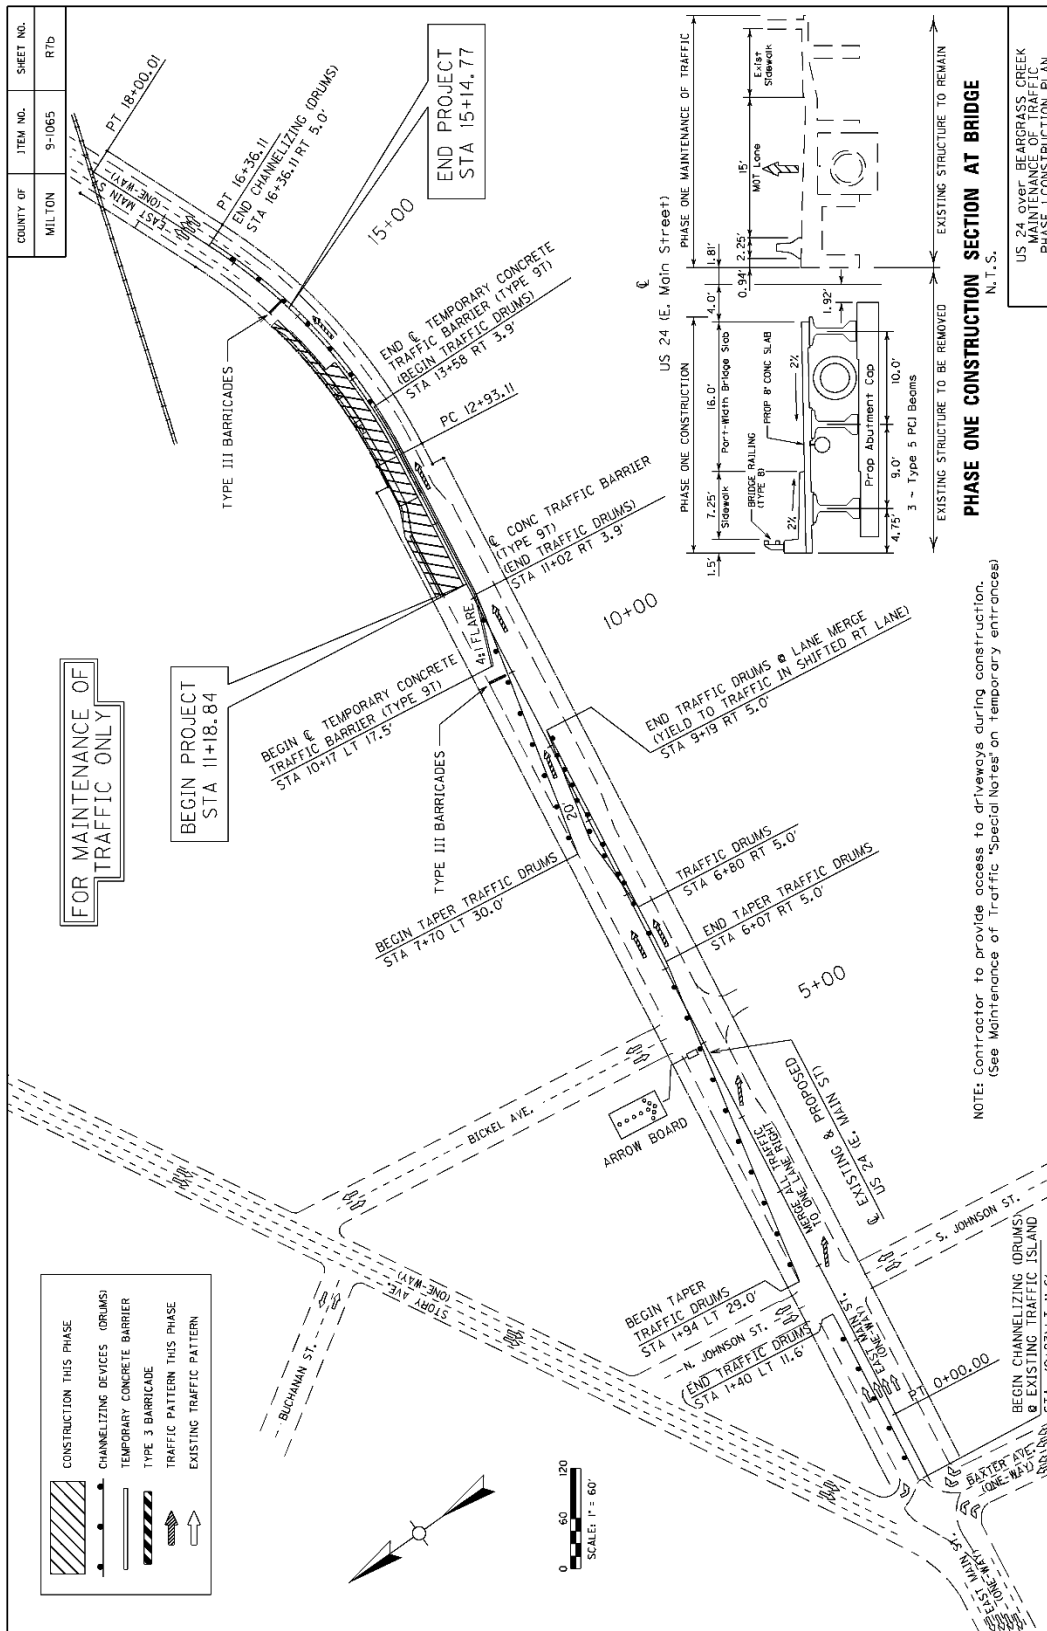 COUNTY OF
ITEM NO.
SHEET NO.
MILTON
9-1065
R7b
FOR MAINTENANCE OF
TRAFFIC ONLY
BEGIN PROJECT
STA 11+18.84
END PROJECT
STA 15+14.77
PT 18+00.01
EAST MAIN ST.
(ONE-WAY)
PT 16+36.11
END CHANNELIZING (DRUMS)
STA 16+36.11 RT 5.0'
15+00
TYPE III BARRICADES
END ℄ TEMPORARY CONCRETE
TRAFFIC BARRIER (TYPE 9T)
(BEGIN TRAFFIC DRUMS)
STA 13+58 RT 3.9'
PC 12+93.11
℄ CONC TRAFFIC BARRIER
(TYPE 9T)
(END TRAFFIC DRUMS)
STA 11+02 RT 3.9'
10+00
4:1 FLARE
BEGIN ℄ TEMPORARY CONCRETE
TRAFFIC BARRIER (TYPE 9T)
STA 10+17 LT 17.5'
TYPE III BARRICADES
END TRAFFIC DRUMS @ LANE MERGE
(YIELD TO TRAFFIC IN SHIFTED RT LANE)
STA 9+19 RT 5.0'
20'
BEGIN TAPER TRAFFIC DRUMS
STA 7+70 LT 30.0'
TRAFFIC DRUMS
STA 6+80 RT 5.0'
END TAPER TRAFFIC DRUMS
STA 6+07 RT 5.0'
5+00
BICKEL AVE.
ARROW BOARD
MERGE ALL TRAFFIC
TO ONE LANE RIGHT
℄ EXISTING & PROPOSED
US 24 (E. MAIN ST)
BUCHANAN ST.
STORY AVE.
(ONE-WAY)
BEGIN TAPER
TRAFFIC DRUMS
STA 1+94 LT 29.0'
N. JOHNSON ST.
S. JOHNSON ST.
(END TRAFFIC DRUMS
STA 1+40 LT 11.6'
EAST MAIN ST.
(ONE-WAY)
PT 0+00.00
BEGIN CHANNELIZING (DRUMS)
@ EXISTING TRAFFIC ISLAND
BAXTER AVE.
(ONE-WAY)
EAST MAIN ST.
(ONE-WAY)
CONSTRUCTION THIS PHASE
CHANNELIZING DEVICES (DRUMS)
TEMPORARY CONCRETE BARRIER
TYPE 3 BARRICADE
TRAFFIC PATTERN THIS PHASE
EXISTING TRAFFIC PATTERN
0 60 120
SCALE: 1" = 60'
℄
US 24 (E. Main Street)
PHASE ONE CONSTRUCTION
PHASE ONE MAINTENANCE OF TRAFFIC
1.5'
7.25'
Sidewalk
16.0'
Part-Width Bridge Slab
4.0'
1.81'
0.94'
2.25'
15'
MOT Lane
Exist
Sidewalk
BRIDGE RAILING
(TYPE B)
PROP 8" CONC SLAB
2%
2%
1.92'
Prop Abutment Cap
4.75'
9.0'
10.0'
3 ~ Type 5 PCI Beams
EXISTING STRUCTURE TO BE REMOVED
EXISTING STRUCTURE TO REMAIN
PHASE ONE CONSTRUCTION SECTION AT BRIDGE
N.T.S.
NOTE: Contractor to provide access to driveways during construction.
(See Maintenance of Traffic "Special Notes" on temporary entrances)
US 24 over BEARGRASS CREEK
MAINTENANCE OF TRAFFIC
PHASE 1 CONSTRUCTION PLAN